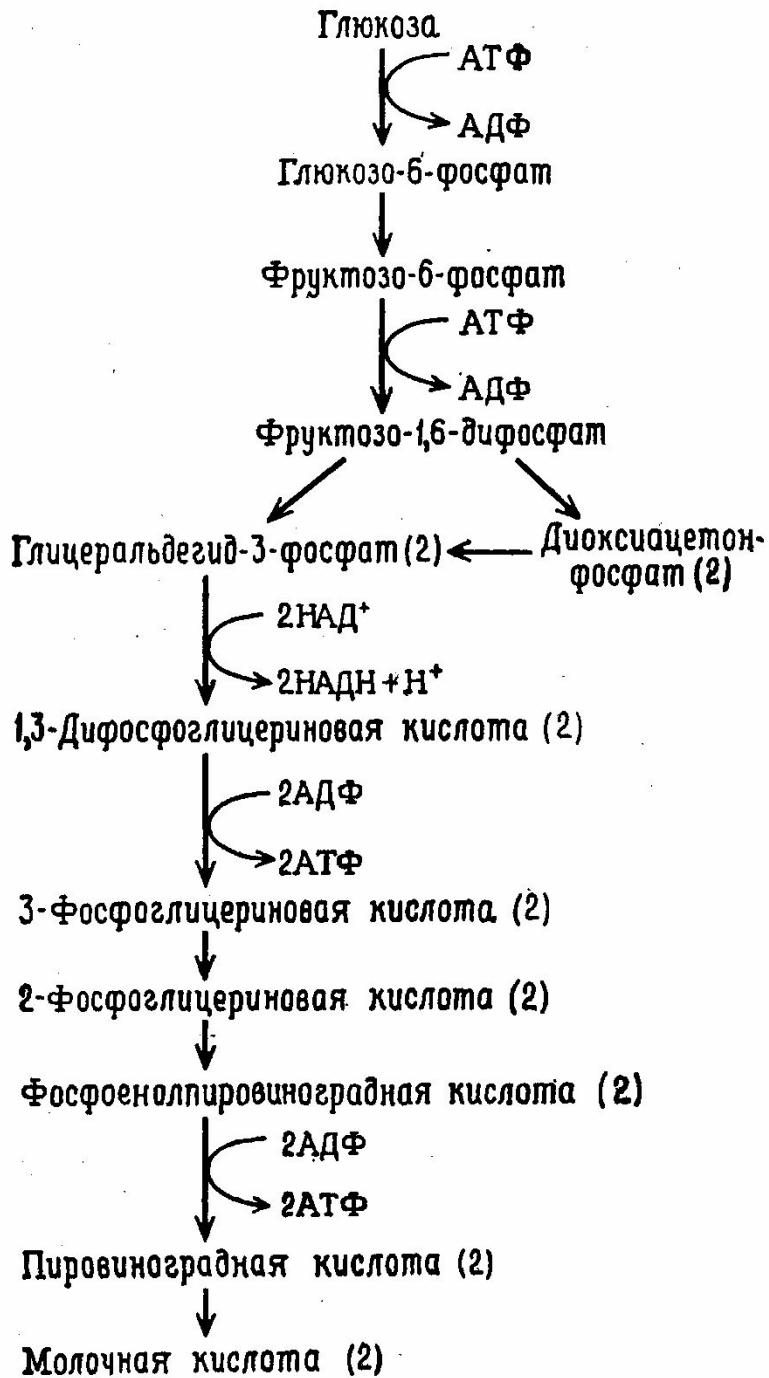 Глюкоза
АТФ
АДФ
Глюкозо-6-фосфат
Фруктозо-6-фосфат
АТФ
АДФ
Фруктозо-1,6-дифосфат
Глицеральдегид-3-фосфат (2)
Диоксиацетон-
фосфат (2)
2НАД⁺
2НАДН + Н⁺
1,3-Дифосфоглицериновая кислота (2)
2АДФ
2АТФ
3-Фосфоглицериновая кислота (2)
2-Фосфоглицериновая кислота (2)
Фосфоенолпировиноградная кислота (2)
2АДФ
2АТФ
Пировиноградная кислота (2)
Молочная кислота (2)